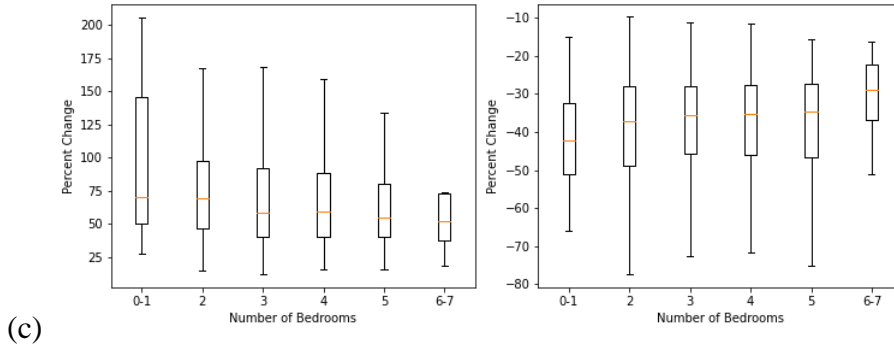 200
175
150
125
100
75
50
25
Percent Change
0-1 2 3 4 5 6-7
Number of Bedrooms
−10
−20
−30
−40
−50
−60
−70
−80
Percent Change
0-1 2 3 4 5 6-7
Number of Bedrooms
(c)